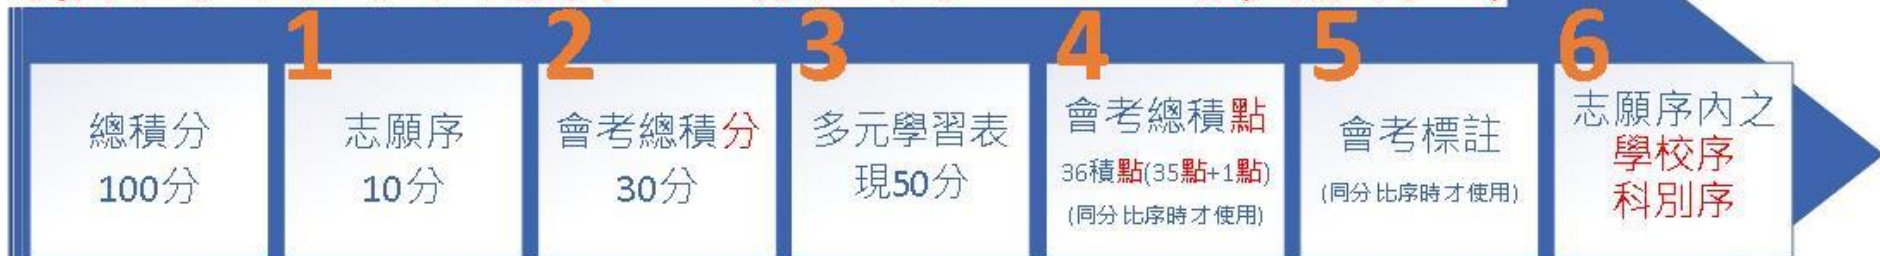 總積分
100分
1
志願序
10分
2
會考總積分
30分
3
多元學習表
現50分
4
會考總積點
36積點(35點+1點)
(同分比序時才使用)
5
會考標註
(同分比序時才使用)
6
志願序內之
學校序
科別序